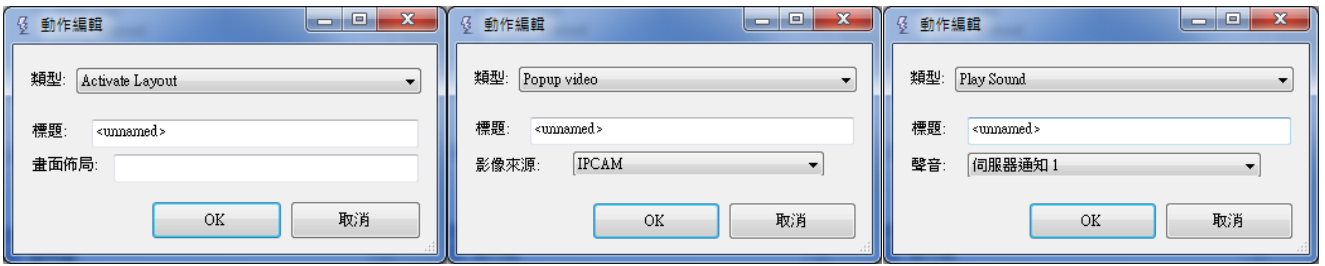 動作編輯
類型: Activate Layout
標題: <unnamed>
畫面佈局:
OK 取消
動作編輯
類型: Popup video
標題: <unnamed>
影像來源: IPCAM
OK 取消
動作編輯
類型: Play Sound
標題: <unnamed>
聲音: 伺服器通知 1
OK 取消